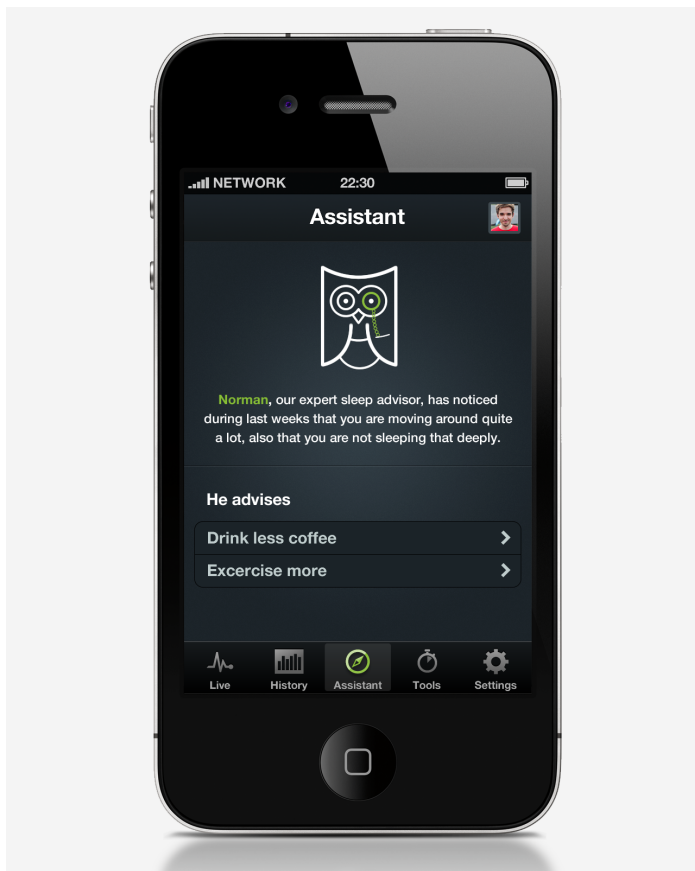 NETWORK 22:30
Assistant
Norman, our expert sleep advisor, has noticed
during last weeks that you are moving around quite
a lot, also that you are not sleeping that deeply.
He advises
Drink less coffee
Excercise more
Live History Assistant Tools Settings